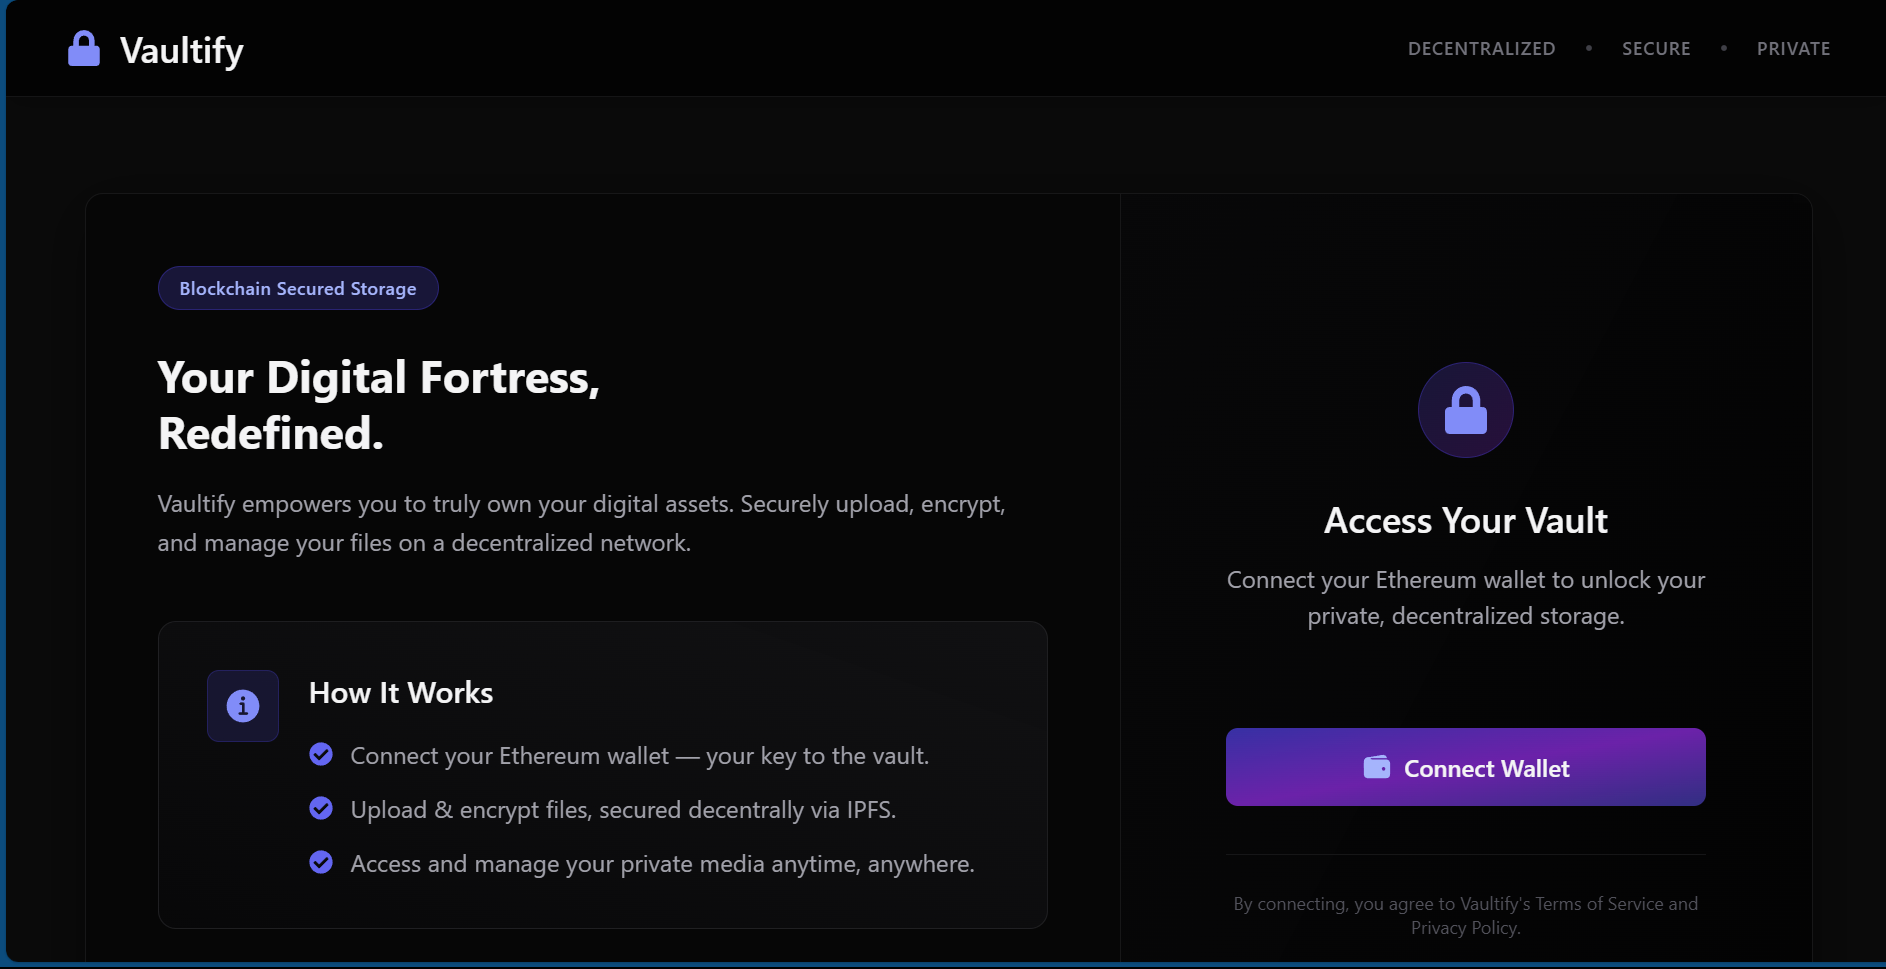 Vaultify
DECENTRALIZED • SECURE • PRIVATE
Blockchain Secured Storage
Your Digital Fortress,
Redefined.
Vaultify empowers you to truly own your digital assets. Securely upload, encrypt,
and manage your files on a decentralized network.
How It Works
Connect your Ethereum wallet — your key to the vault.
Upload & encrypt files, secured decentrally via IPFS.
Access and manage your private media anytime, anywhere.
Access Your Vault
Connect your Ethereum wallet to unlock your
private, decentralized storage.
Connect Wallet
By connecting, you agree to Vaultify's Terms of Service and
Privacy Policy.